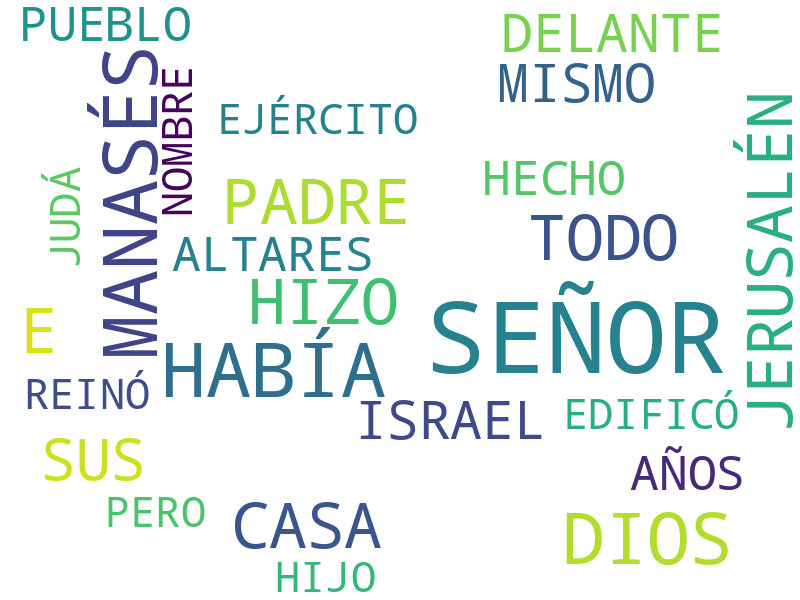 PUEBLO
DELANTE
MANASÉS
NOMBRE
MISMO
EJÉRCITO
JERUSALÉN
JUDÁ
PADRE
HECHO
TODO
ALTARES
HIZO
SEÑOR
E
HABÍA
REINÓ
ISRAEL
EDIFICÓ
SUS
AÑOS
PERO
CASA
DIOS
HIJO